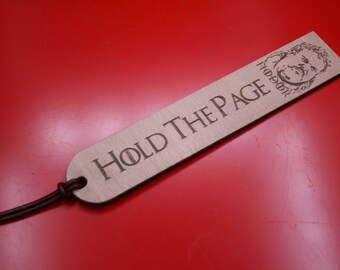 HOLD THE PAGE